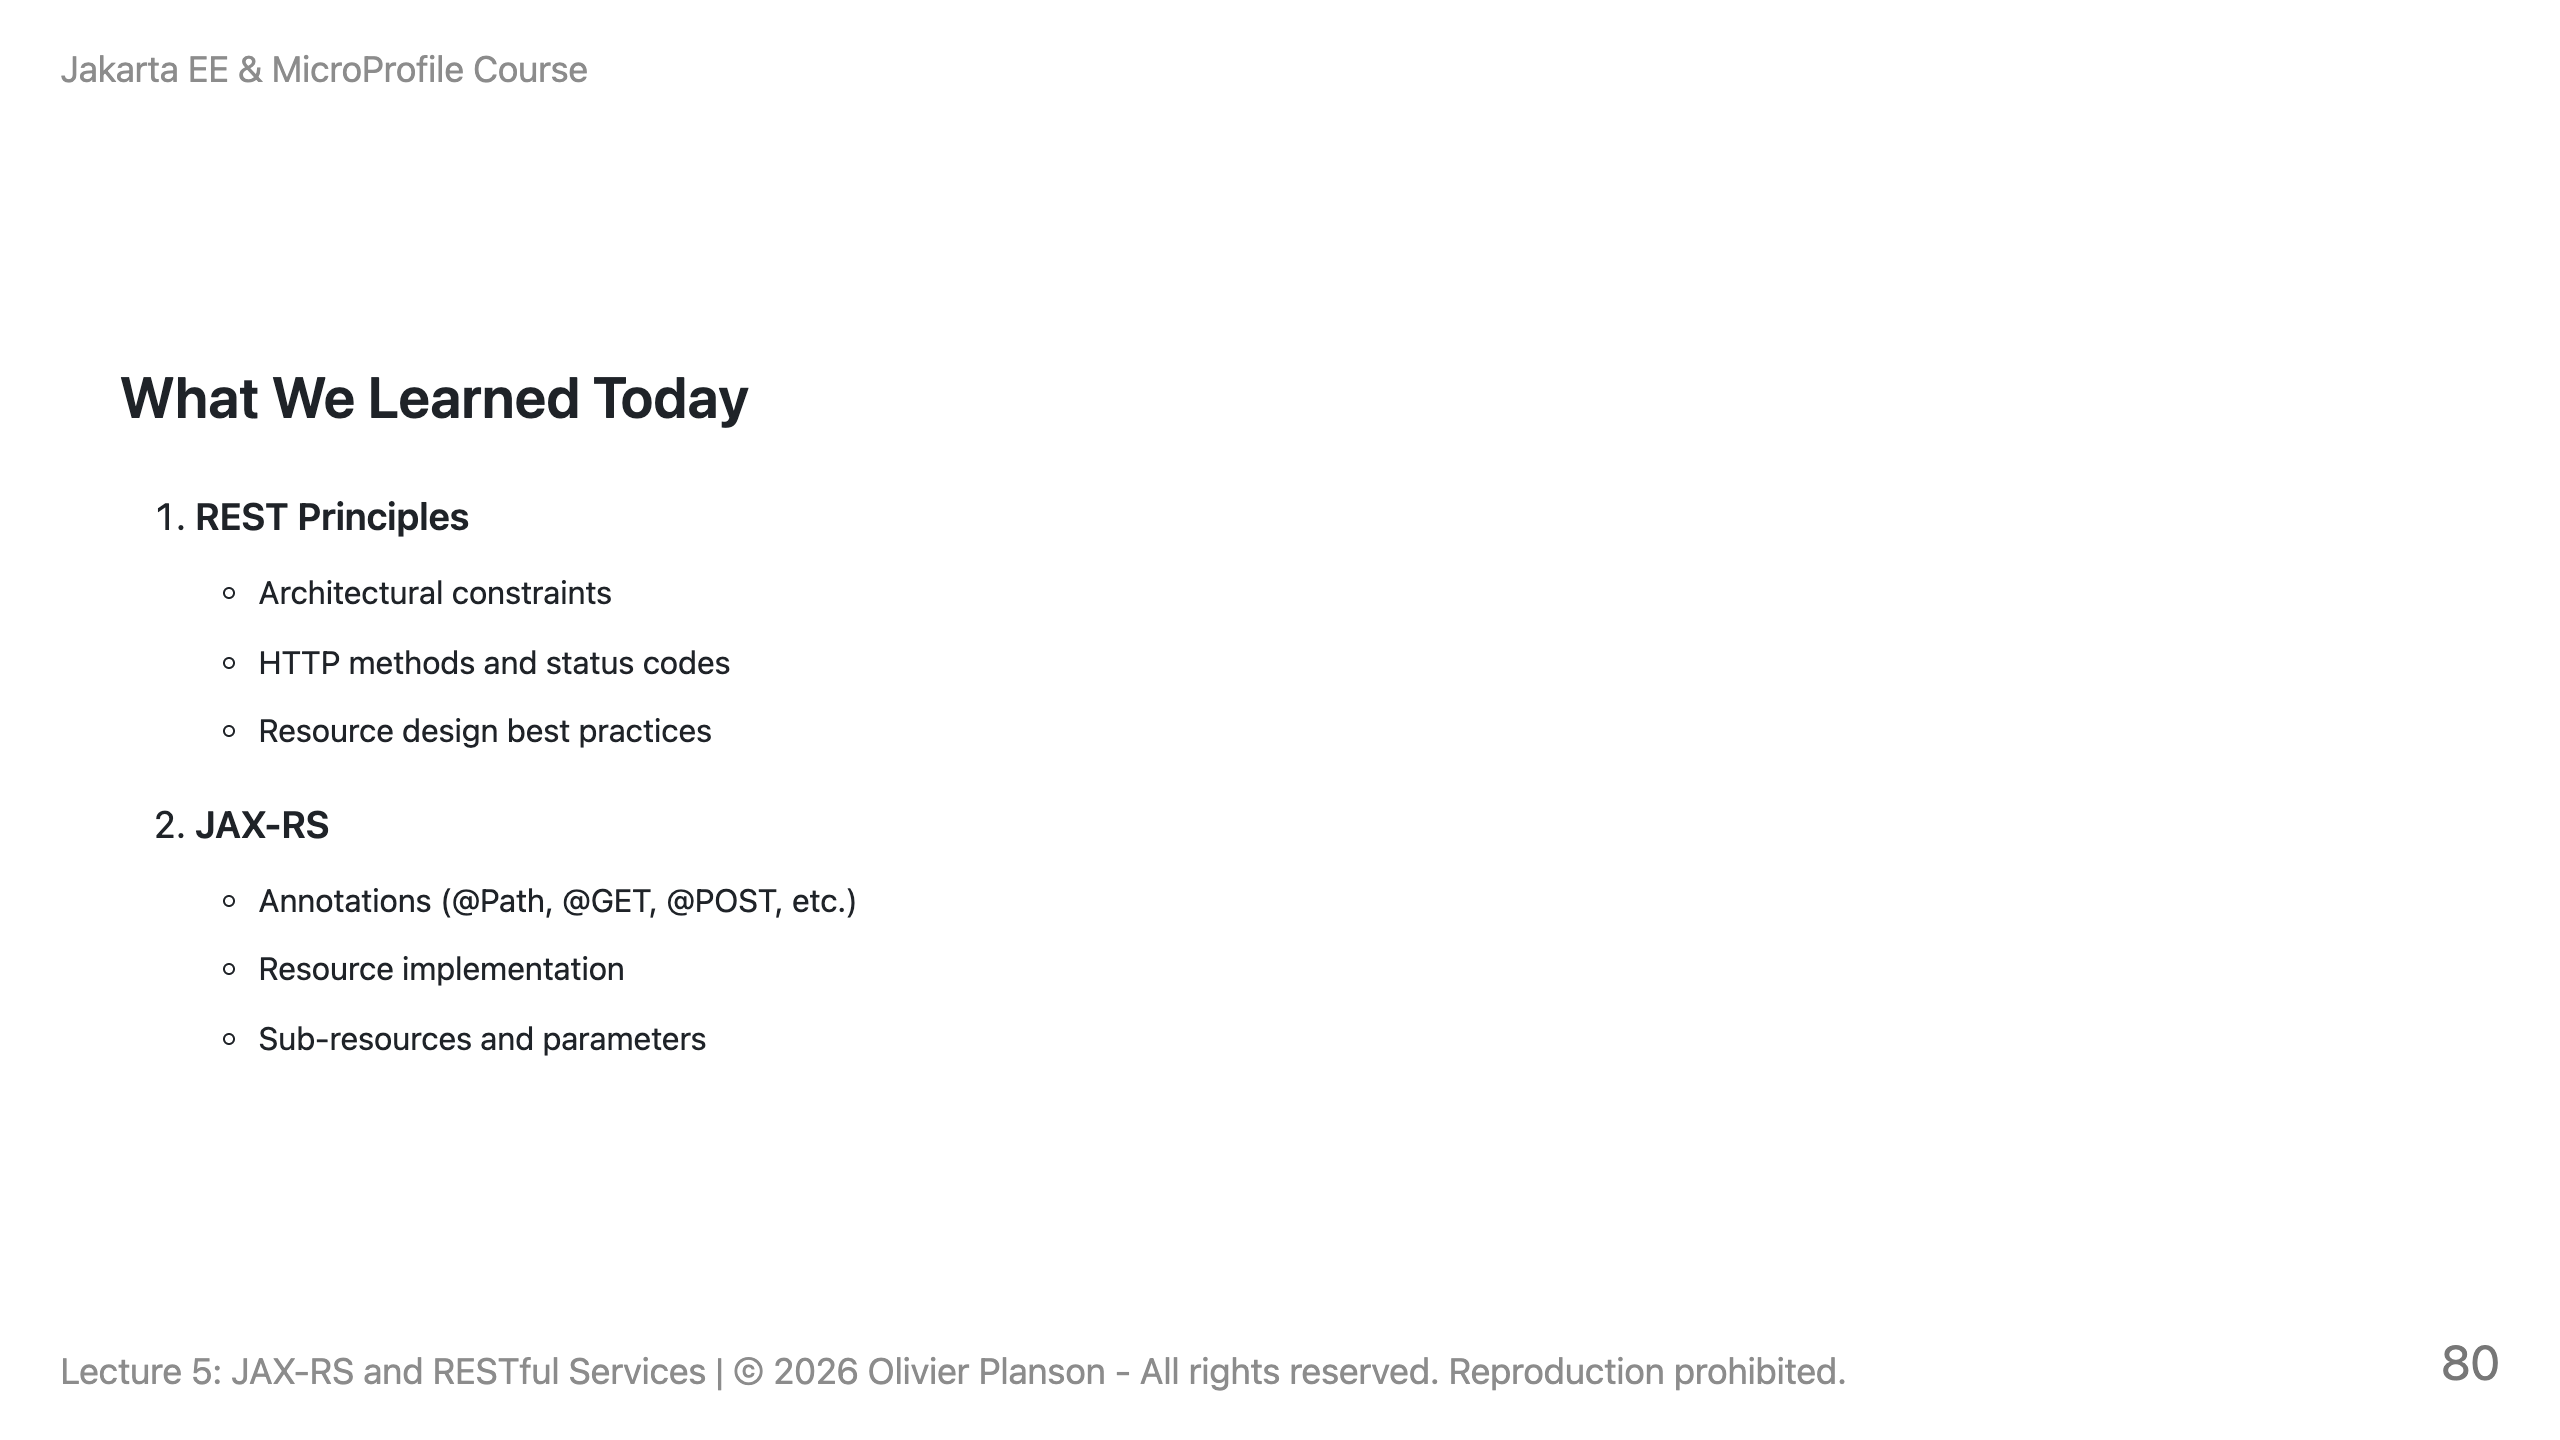 Jakarta EE & MicroProfile Course
What We Learned Today
1. REST Principles
Architectural constraints
HTTP methods and status codes
Resource design best practices
2. JAX-RS
Annotations (@Path, @GET, @POST, etc.)
Resource implementation
Sub-resources and parameters
Lecture 5: JAX-RS and RESTful Services | © 2026 Olivier Planson - All rights reserved. Reproduction prohibited.
80